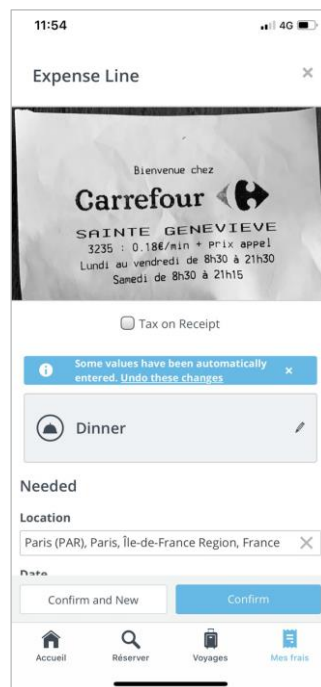 11:54
4G
Expense Line
Bienvenue chez
Carrefour
SAINTE GENEVIEVE
3235 : 0.18€/min + prix appel
Lundi au vendredi de 8h30 à 21h30
Samedi de 8h30 à 21h15
Tax on Receipt
Some values have been automatically
entered. Undo these changes
Dinner
Needed
Location
Paris (PAR), Paris, Île-de-France Region, France
Date
Confirm and New
Confirm
Accueil
Réserver
Voyages
Mes frais